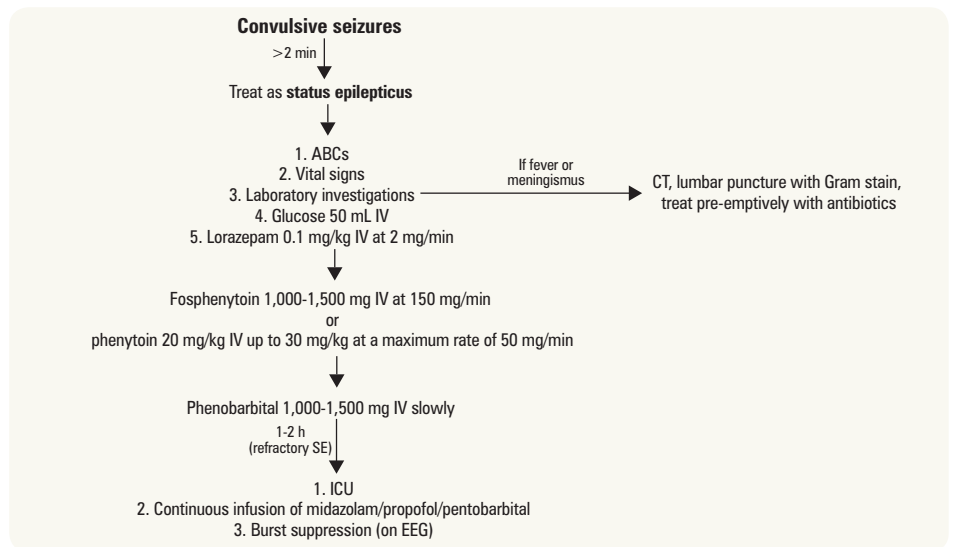 Convulsive seizures
>2 min
Treat as status epilepticus
1. ABCs
2. Vital signs
3. Laboratory investigations
4. Glucose 50 mL IV
5. Lorazepam 0.1 mg/kg IV at 2 mg/min
If fever or
meningismus
CT, lumbar puncture with Gram stain,
treat pre-emptively with antibiotics
Fosphenytoin 1,000-1,500 mg IV at 150 mg/min
or
phenytoin 20 mg/kg IV up to 30 mg/kg at a maximum rate of 50 mg/min
Phenobarbital 1,000-1,500 mg IV slowly
1-2 h
(refractory SE)
1. ICU
2. Continuous infusion of midazolam/propofol/pentobarbital
3. Burst suppression (on EEG)